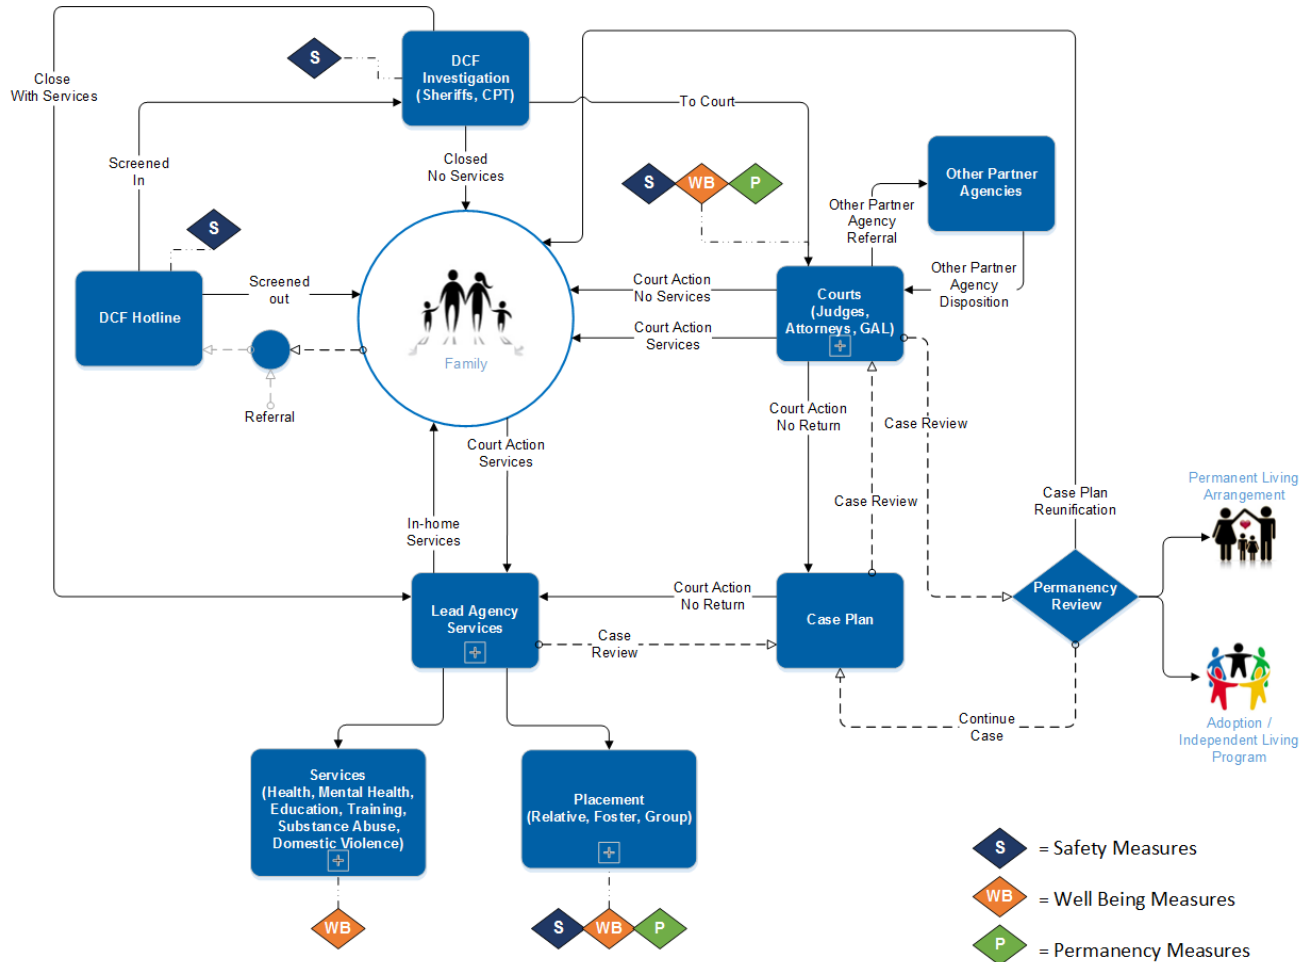 DCF
Investigation
(Sheriffs, CPT)
S
Close
With Services
To Court
Screened
In
Closed
No Services
S
WB
P
Other Partner
Agencies
Other Partner
Agency
Referral
S
Screened
out
DCF Hotline
Family
Referral
Court Action
No Services
Court Action
Services
Courts
(Judges,
Attorneys, GAL)
Other Partner
Agency
Disposition
Court Action
Services
Court Action
No Return
Case Review
Case Review
In-home
Services
Case Plan
Reunification
Permanent Living
Arrangement
Lead Agency
Services
Court Action
No Return
Case
Review
Case Plan
Permanency
Review
Continue
Case
Adoption /
Independent Living
Program
Services
(Health, Mental Health,
Education, Training,
Substance Abuse,
Domestic Violence)
Placement
(Relative, Foster, Group)
WB
S
WB
P
S
= Safety Measures
WB
= Well Being Measures
P
= Permanency Measures